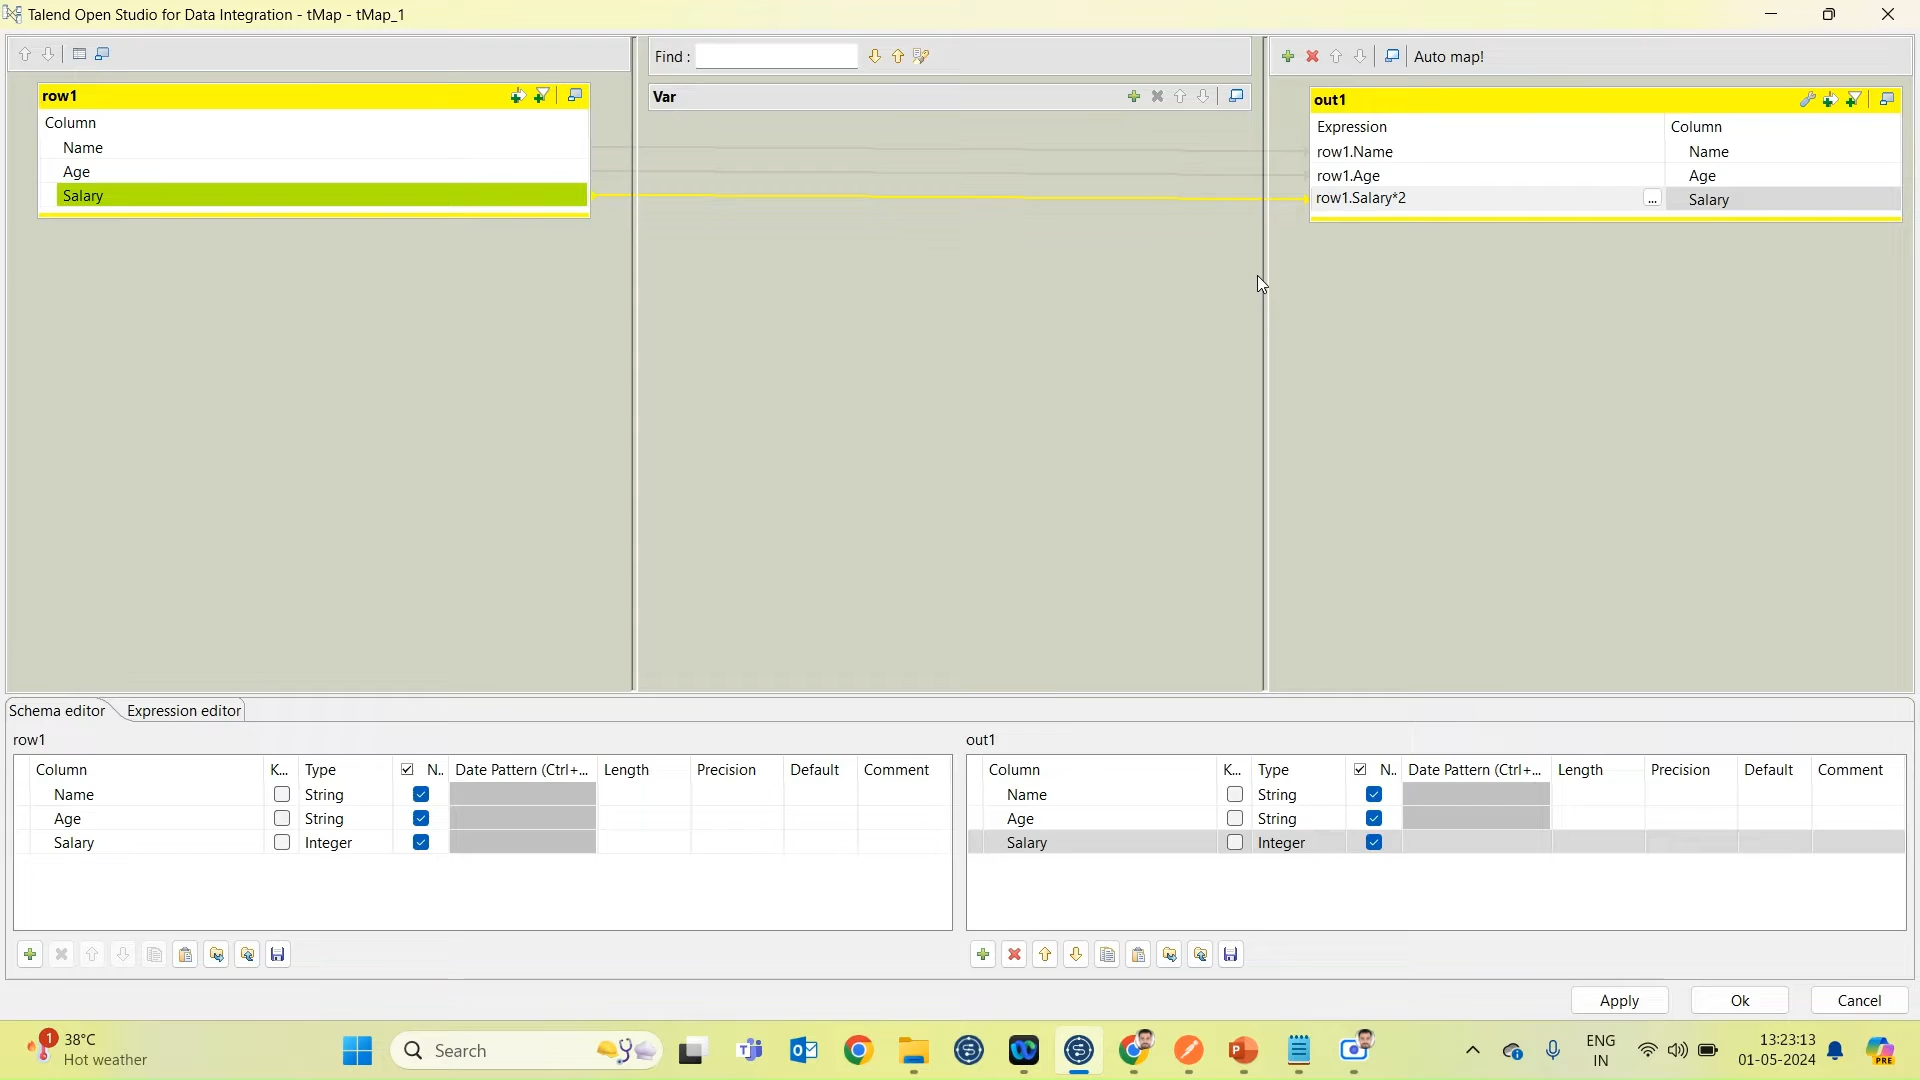 Talend Open Studio for Data Integration - tMap - tMap_1
Find :
Auto map!
row1
Var
out1
Column
Expression Column
Name
row1.Name Name
Age
row1.Age Age
Salary
row1.Salary*2 ... Salary
Schema editor Expression editor
row1
out1
Column K... Type N.. Date Pattern (Ctrl+... Length Precision Default Comment
Name String
Age String
Salary Integer
Column K... Type N.. Date Pattern (Ctrl+... Length Precision Default Comment
Name String
Age String
Salary Integer
Apply Ok Cancel
1
38°C
Hot weather
Search
ENG
IN
13:23:13
01-05-2024
PRE